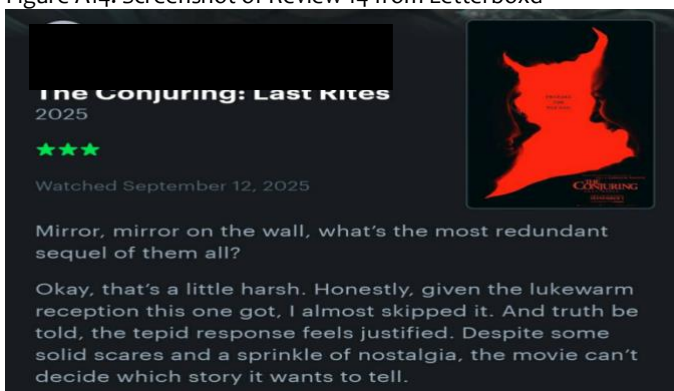 Figure A14. Screenshot of Review 14 from Letterboxd
The Conjuring: Last Rites
2025
★★★
Watched September 12, 2025
THE
CONJURING
Mirror, mirror on the wall, what's the most redundant
sequel of them all?
Okay, that's a little harsh. Honestly, given the lukewarm
reception this one got, I almost skipped it. And truth be
told, the tepid response feels justified. Despite some
solid scares and a sprinkle of nostalgia, the movie can't
decide which story it wants to tell.